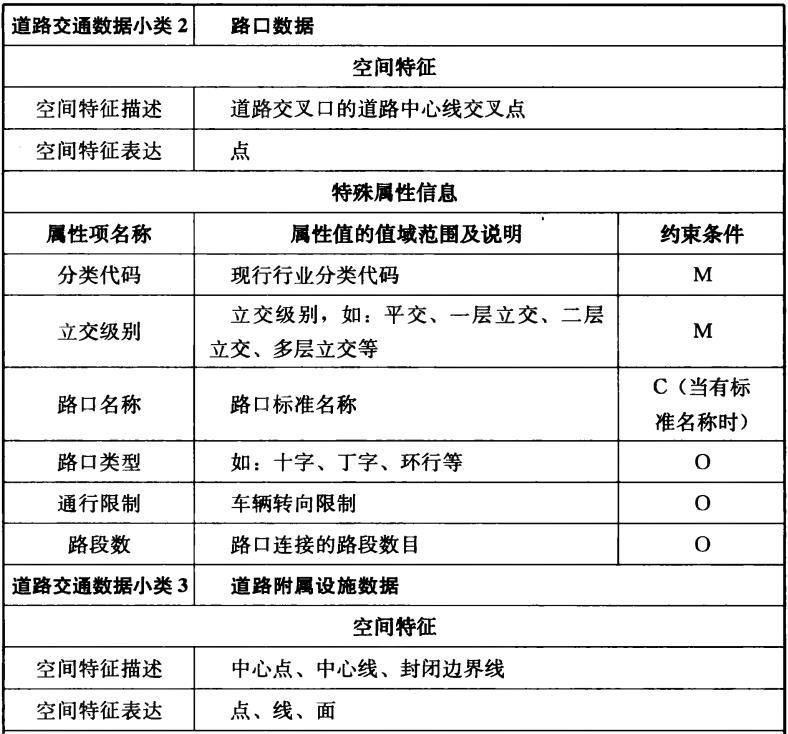 道路交通数据小类 2 路口数据
空间特征
空间特征描述 道路交叉口的道路中心线交叉点
空间特征表达 点
特殊属性信息
属性项名称 属性值的值域范围及说明 约束条件
分类代码 现行行业分类代码 M
立交级别 立交级别，如：平交、一层立交、二层
立交、多层立交等 M
路口名称 路口标准名称 C（当有标
准名称时）
路口类型 如：十字、丁字、环行等 O
通行限制 车辆转向限制 O
路段数 路口连接的路段数目 O
道路交通数据小类 3 道路附属设施数据
空间特征
空间特征描述 中心点、中心线、封闭边界线
空间特征表达 点、线、面